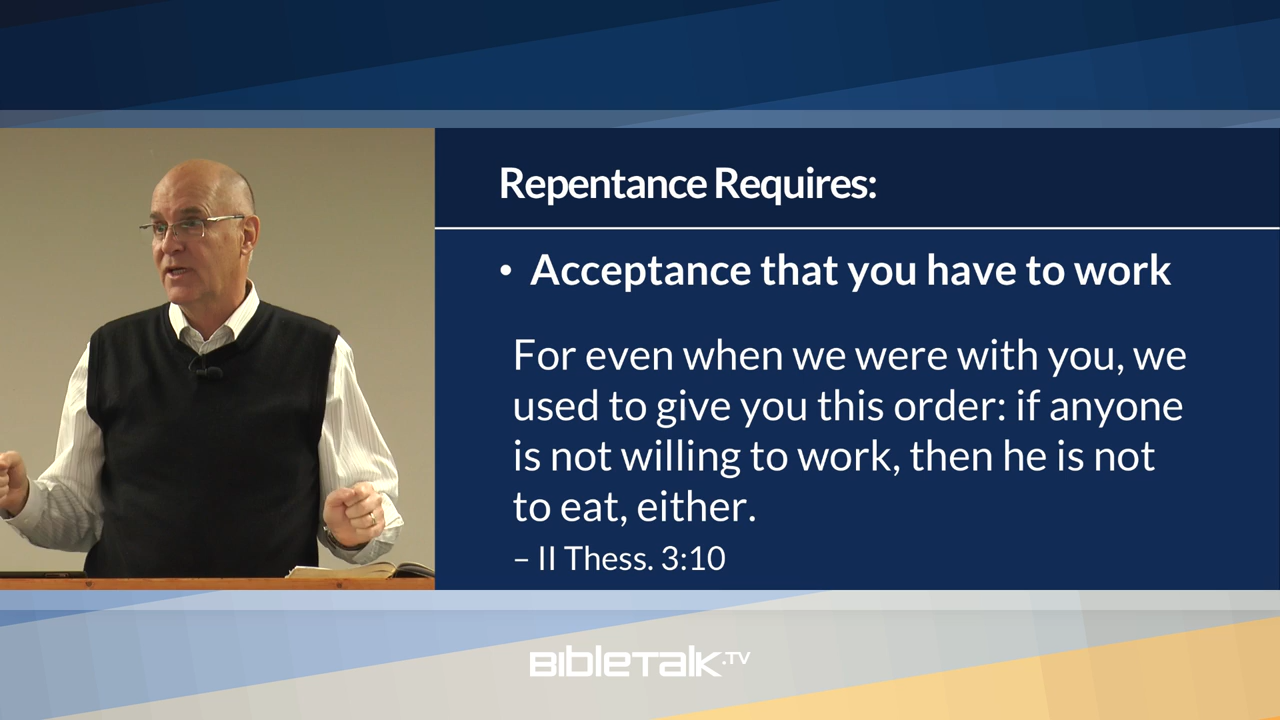 Repentance Requires:
• Acceptance that you have to work
For even when we were with you, we
used to give you this order: if anyone
is not willing to work, then he is not
to eat, either.
– II Thess. 3:10
BibleTalk.TV